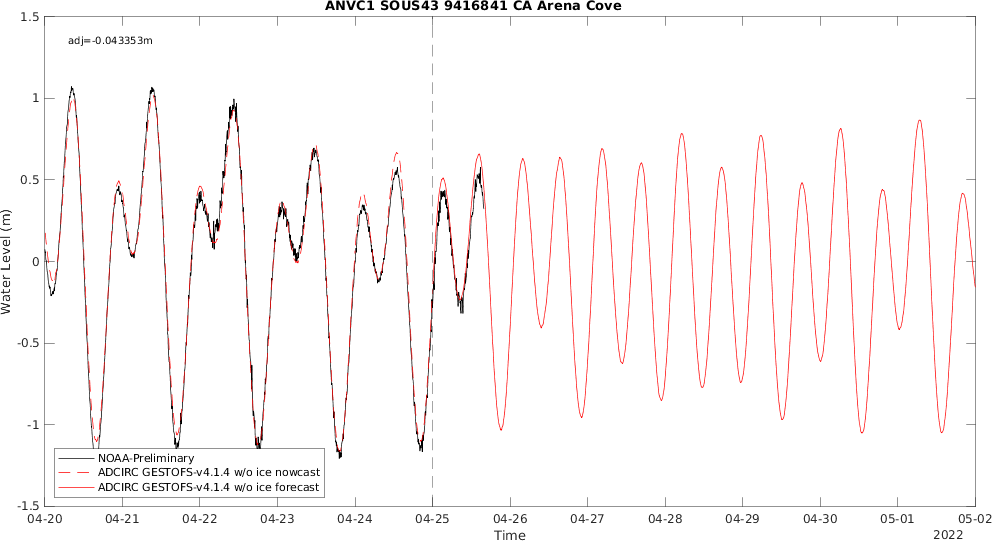 ANVC1 SOUS43 9416841 CA Arena Cove
adj=-0.043353m
1.5
1
0.5
0
-0.5
-1
-1.5
Water Level (m)
NOAA-Preliminary
ADCIRC GESTOFS-v4.1.4 w/o ice nowcast
ADCIRC GESTOFS-v4.1.4 w/o ice forecast
04-20 04-21 04-22 04-23 04-24 04-25 04-26 04-27 04-28 04-29 04-30 05-01 05-02
Time
2022